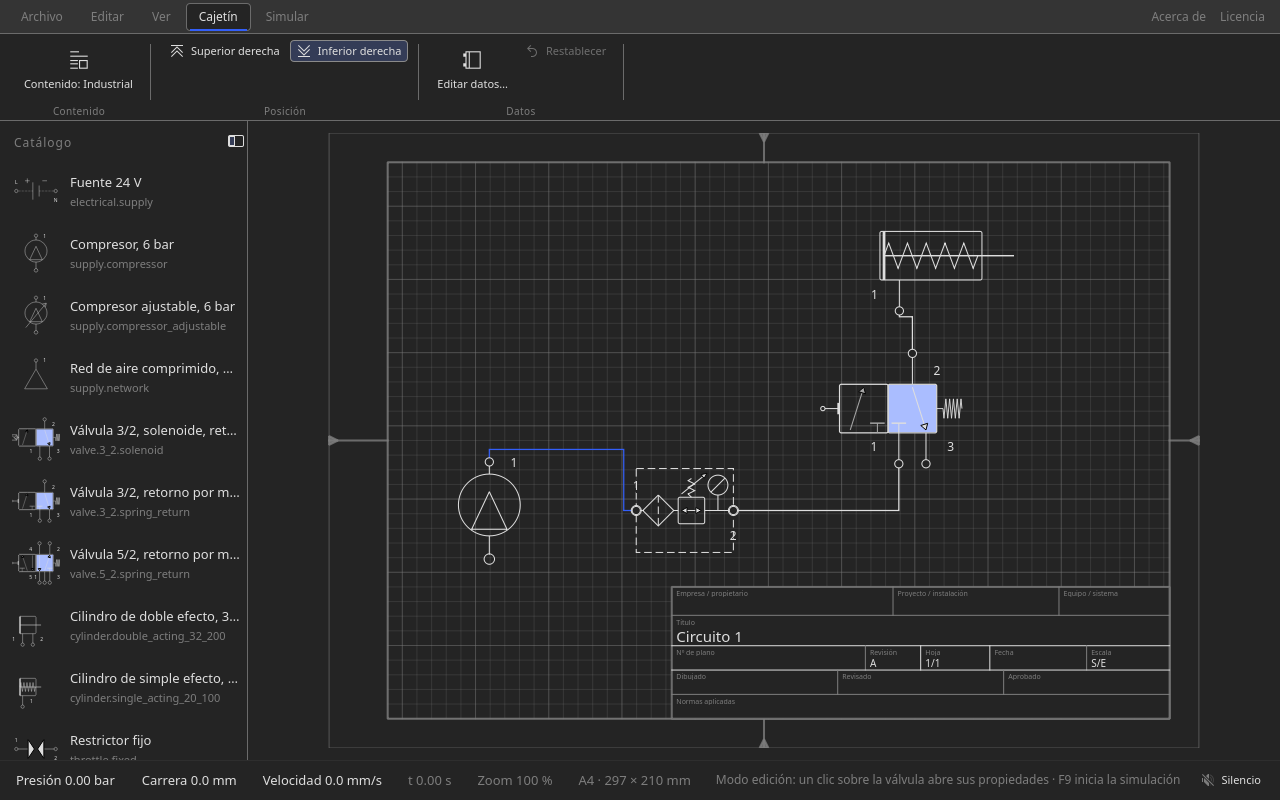 Archivo Editar Ver Cajetín Simular Acerca de Licencia
Superior derecha Inferior derecha Restablecer
Contenido: Industrial Editar datos...
Contenido Posición Datos
Catálogo
Fuente 24 V
electrical.supply
Compresor, 6 bar
supply.compressor
Compresor ajustable, 6 bar
supply.compressor_adjustable
Red de aire comprimido, ...
supply.network
Válvula 3/2, solenoide, ret...
valve.3_2.solenoid
Válvula 3/2, retorno por m...
valve.3_2.spring_return
Válvula 5/2, retorno por m...
valve.5_2.spring_return
Cilindro de doble efecto, 3...
cylinder.double_acting_32_200
Cilindro de simple efecto, ...
cylinder.single_acting_20_100
Restrictor fijo
throttle.fixed
1
2
1 3
1
1
2
Empresa / propietario Proyecto / instalación Equipo / sistema
Título
Circuito 1
Nº de plano Revisión Hoja Fecha Escala
A 1/1 S/E
Dibujado Revisado Aprobado
Normas aplicadas
Presión 0.00 bar Carrera 0.0 mm Velocidad 0.0 mm/s t 0.00 s Zoom 100 % A4 · 297 × 210 mm Modo edición: un clic sobre la válvula abre sus propiedades · F9 inicia la simulación Silencio